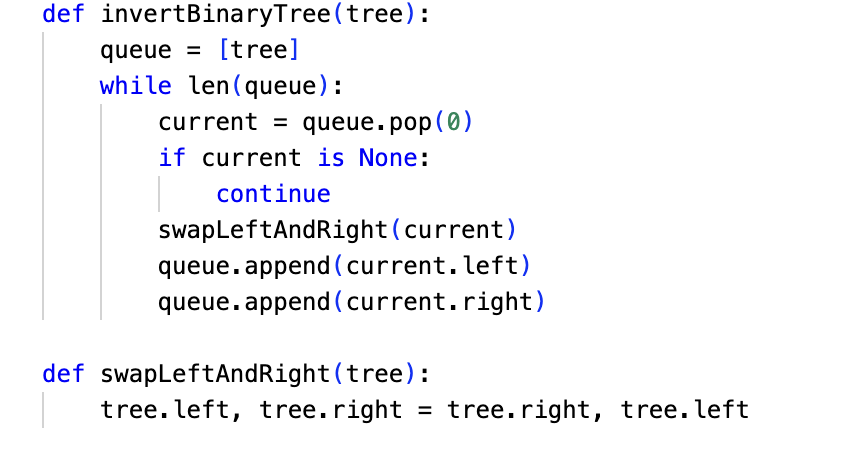 def invertBinaryTree(tree):
    queue = [tree]
    while len(queue):
        current = queue.pop(0)
        if current is None:
            continue
        swapLeftAndRight(current)
        queue.append(current.left)
        queue.append(current.right)

def swapLeftAndRight(tree):
    tree.left, tree.right = tree.right, tree.left